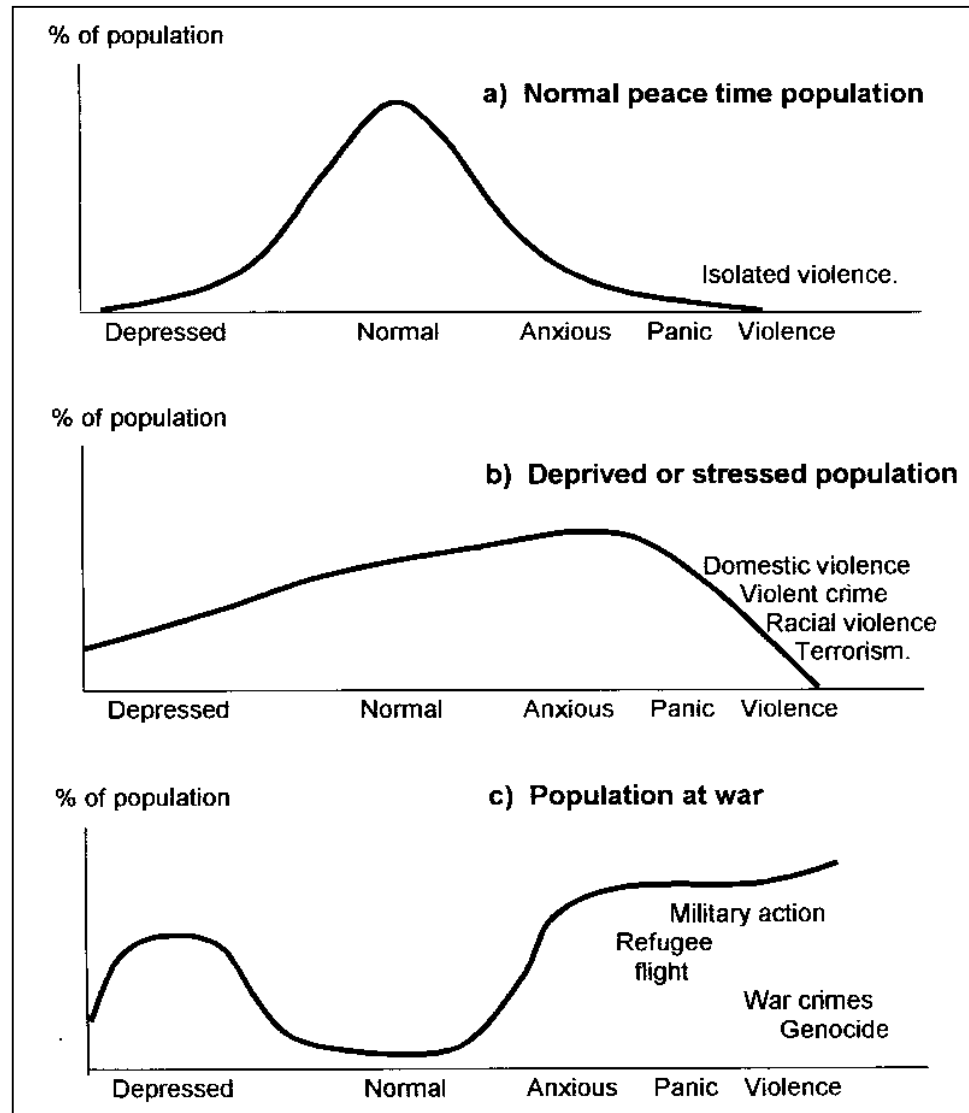 % of population
a) Normal peace time population
Isolated violence.
Depressed Normal Anxious Panic Violence
% of population
b) Deprived or stressed population
Domestic violence
Violent crime
Racial violence
Terrorism.
Depressed Normal Anxious Panic Violence
% of population
c) Population at war
Military action
Refugee
flight
War crimes
Genocide
Depressed Normal Anxious Panic Violence